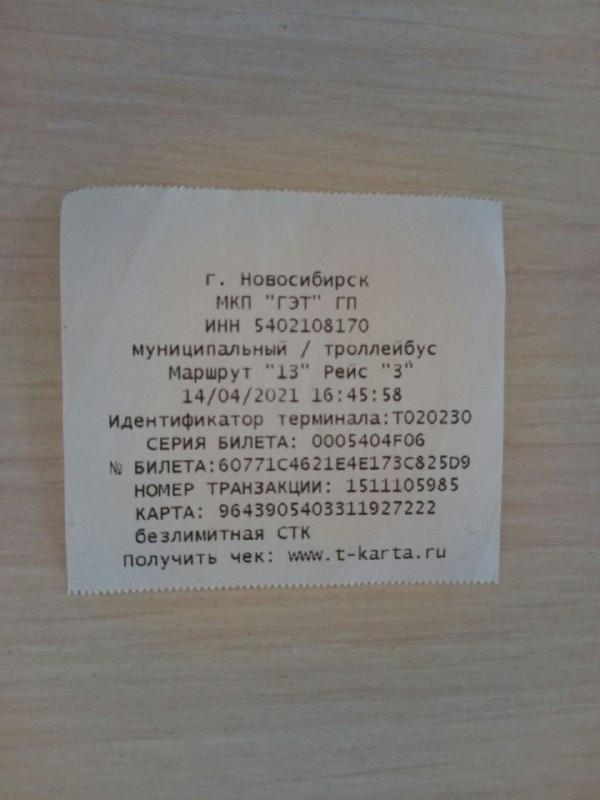 г. Новосибирск
МКП "ГЭТ" ГП
ИНН 5402108170
муниципальный / троллейбус
Маршрут "13" Рейс "3"
14/04/2021 16:45:58
Идентификатор терминала:Т020230
СЕРИЯ БИЛЕТА: 0005404F06
№ БИЛЕТА:60771C4621E4E173C825D9
НОМЕР ТРАНЗАКЦИИ: 1511105985
КАРТА: 9643905403311927222
безлимитная СТК
Получить чек: www.t-karta.ru